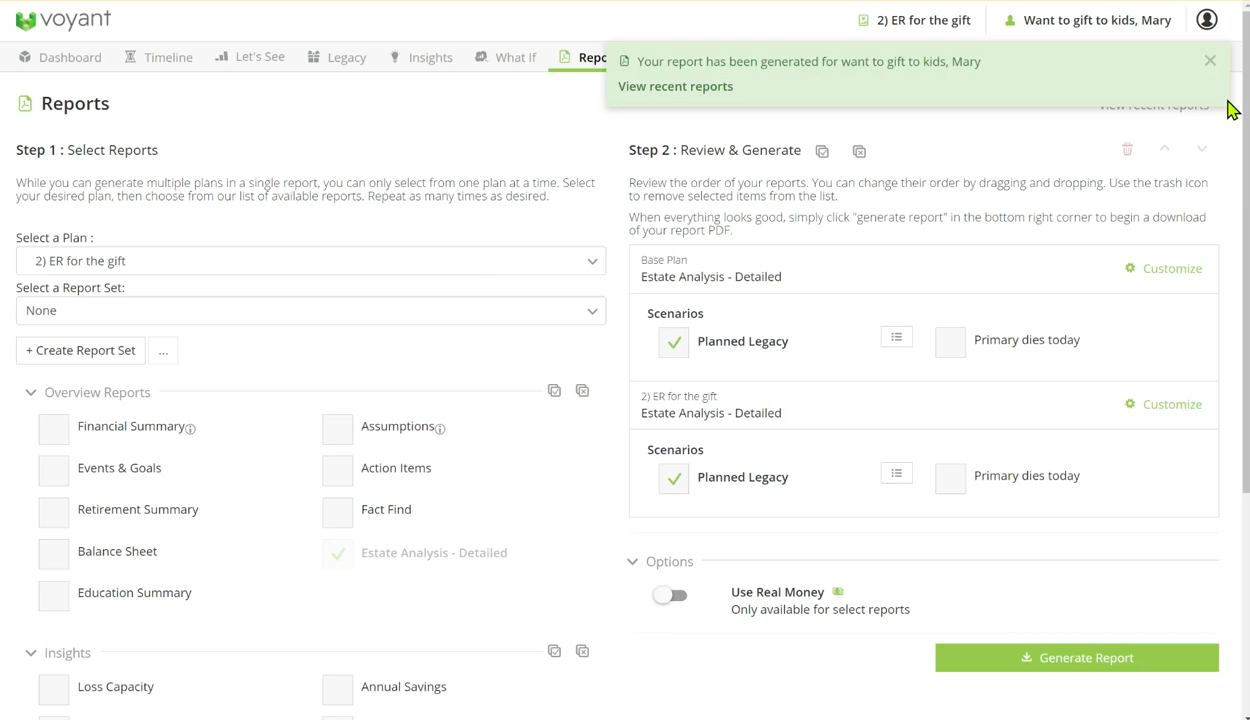 voyant
2) ER for the gift
Want to gift to kids, Mary
Dashboard
Timeline
Let's See
Legacy
Insights
What If
Repo
Your report has been generated for want to gift to kids, Mary
View recent reports
View recent reports
Reports
Step 1 : Select Reports
While you can generate multiple plans in a single report, you can only select from one plan at a time. Select
your desired plan, then choose from our list of available reports. Repeat as many times as desired.
Select a Plan :
2) ER for the gift
Select a Report Set:
None
+ Create Report Set
...
Overview Reports
Financial Summary
Assumptions
Events & Goals
Action Items
Retirement Summary
Fact Find
Balance Sheet
Estate Analysis - Detailed
Education Summary
Insights
Loss Capacity
Annual Savings
Step 2 : Review & Generate
Review the order of your reports. You can change their order by dragging and dropping. Use the trash icon
to remove selected items from the list.
When everything looks good, simply click "generate report" in the bottom right corner to begin a download
of your report PDF.
Base Plan
Estate Analysis - Detailed
Customize
Scenarios
Planned Legacy
Primary dies today
2) ER for the gift
Estate Analysis - Detailed
Customize
Scenarios
Planned Legacy
Primary dies today
Options
Use Real Money
Only available for select reports
Generate Report